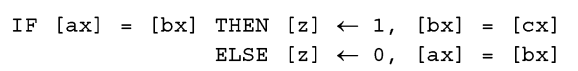 IF [ax] = [bx] THEN [z] ← 1, [bx] = [cx]
ELSE [z] ← 0, [ax] = [bx]